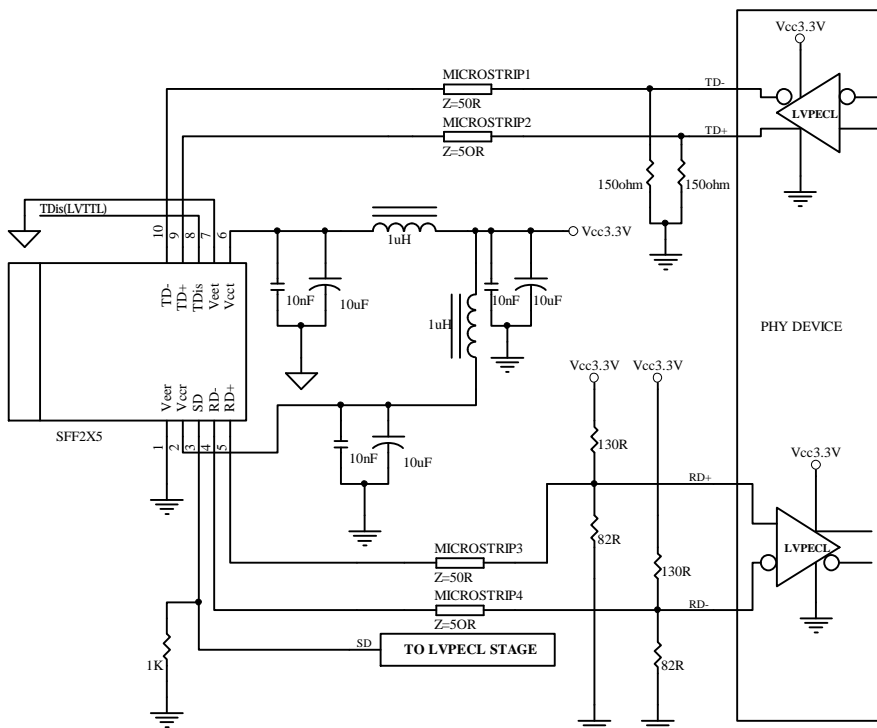 Vcc3.3V
MICROSTRIP1
TD-
Z=50R
LVPECL
MICROSTRIP2
TD+
Z=5OR
150ohm
150ohm
TDis(LVTTL)
10
9
8
7
6
1uH
Vcc3.3V
TD-
TD+
TDis
Veet
Vcct
10nF
10uF
10nF
10uF
1uH
PHY DEVICE
Veer
Vccr
SD
RD-
RD+
SFF2X5
1
2
3
4
5
10nF
10uF
Vcc3.3V
Vcc3.3V
130R
Vcc3.3V
RD+
82R
LVPECL
MICROSTRIP3
Z=50R
130R
MICROSTRIP4
Z=5OR
RD-
1K
SD
TO LVPECL STAGE
82R